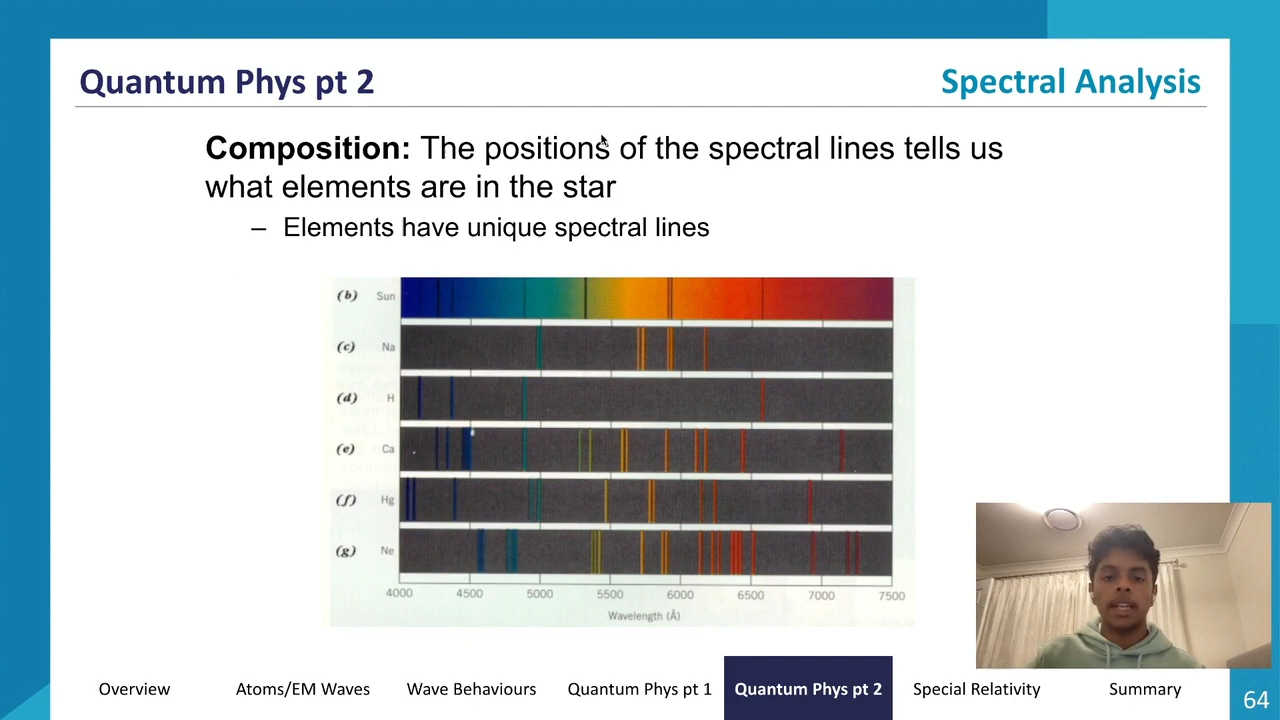 Quantum Phys pt 2
Spectral Analysis
Composition: The positions of the spectral lines tells us
what elements are in the star
– Elements have unique spectral lines
(b) Sun
(c) Na
(d) H
(e) Ca
(f) Hg
(g) Ne
4000 4500 5000 5500 6000 6500 7000 7500
Wavelength (Å)
Overview Atoms/EM Waves Wave Behaviours Quantum Phys pt 1 Quantum Phys pt 2 Special Relativity Summary
64